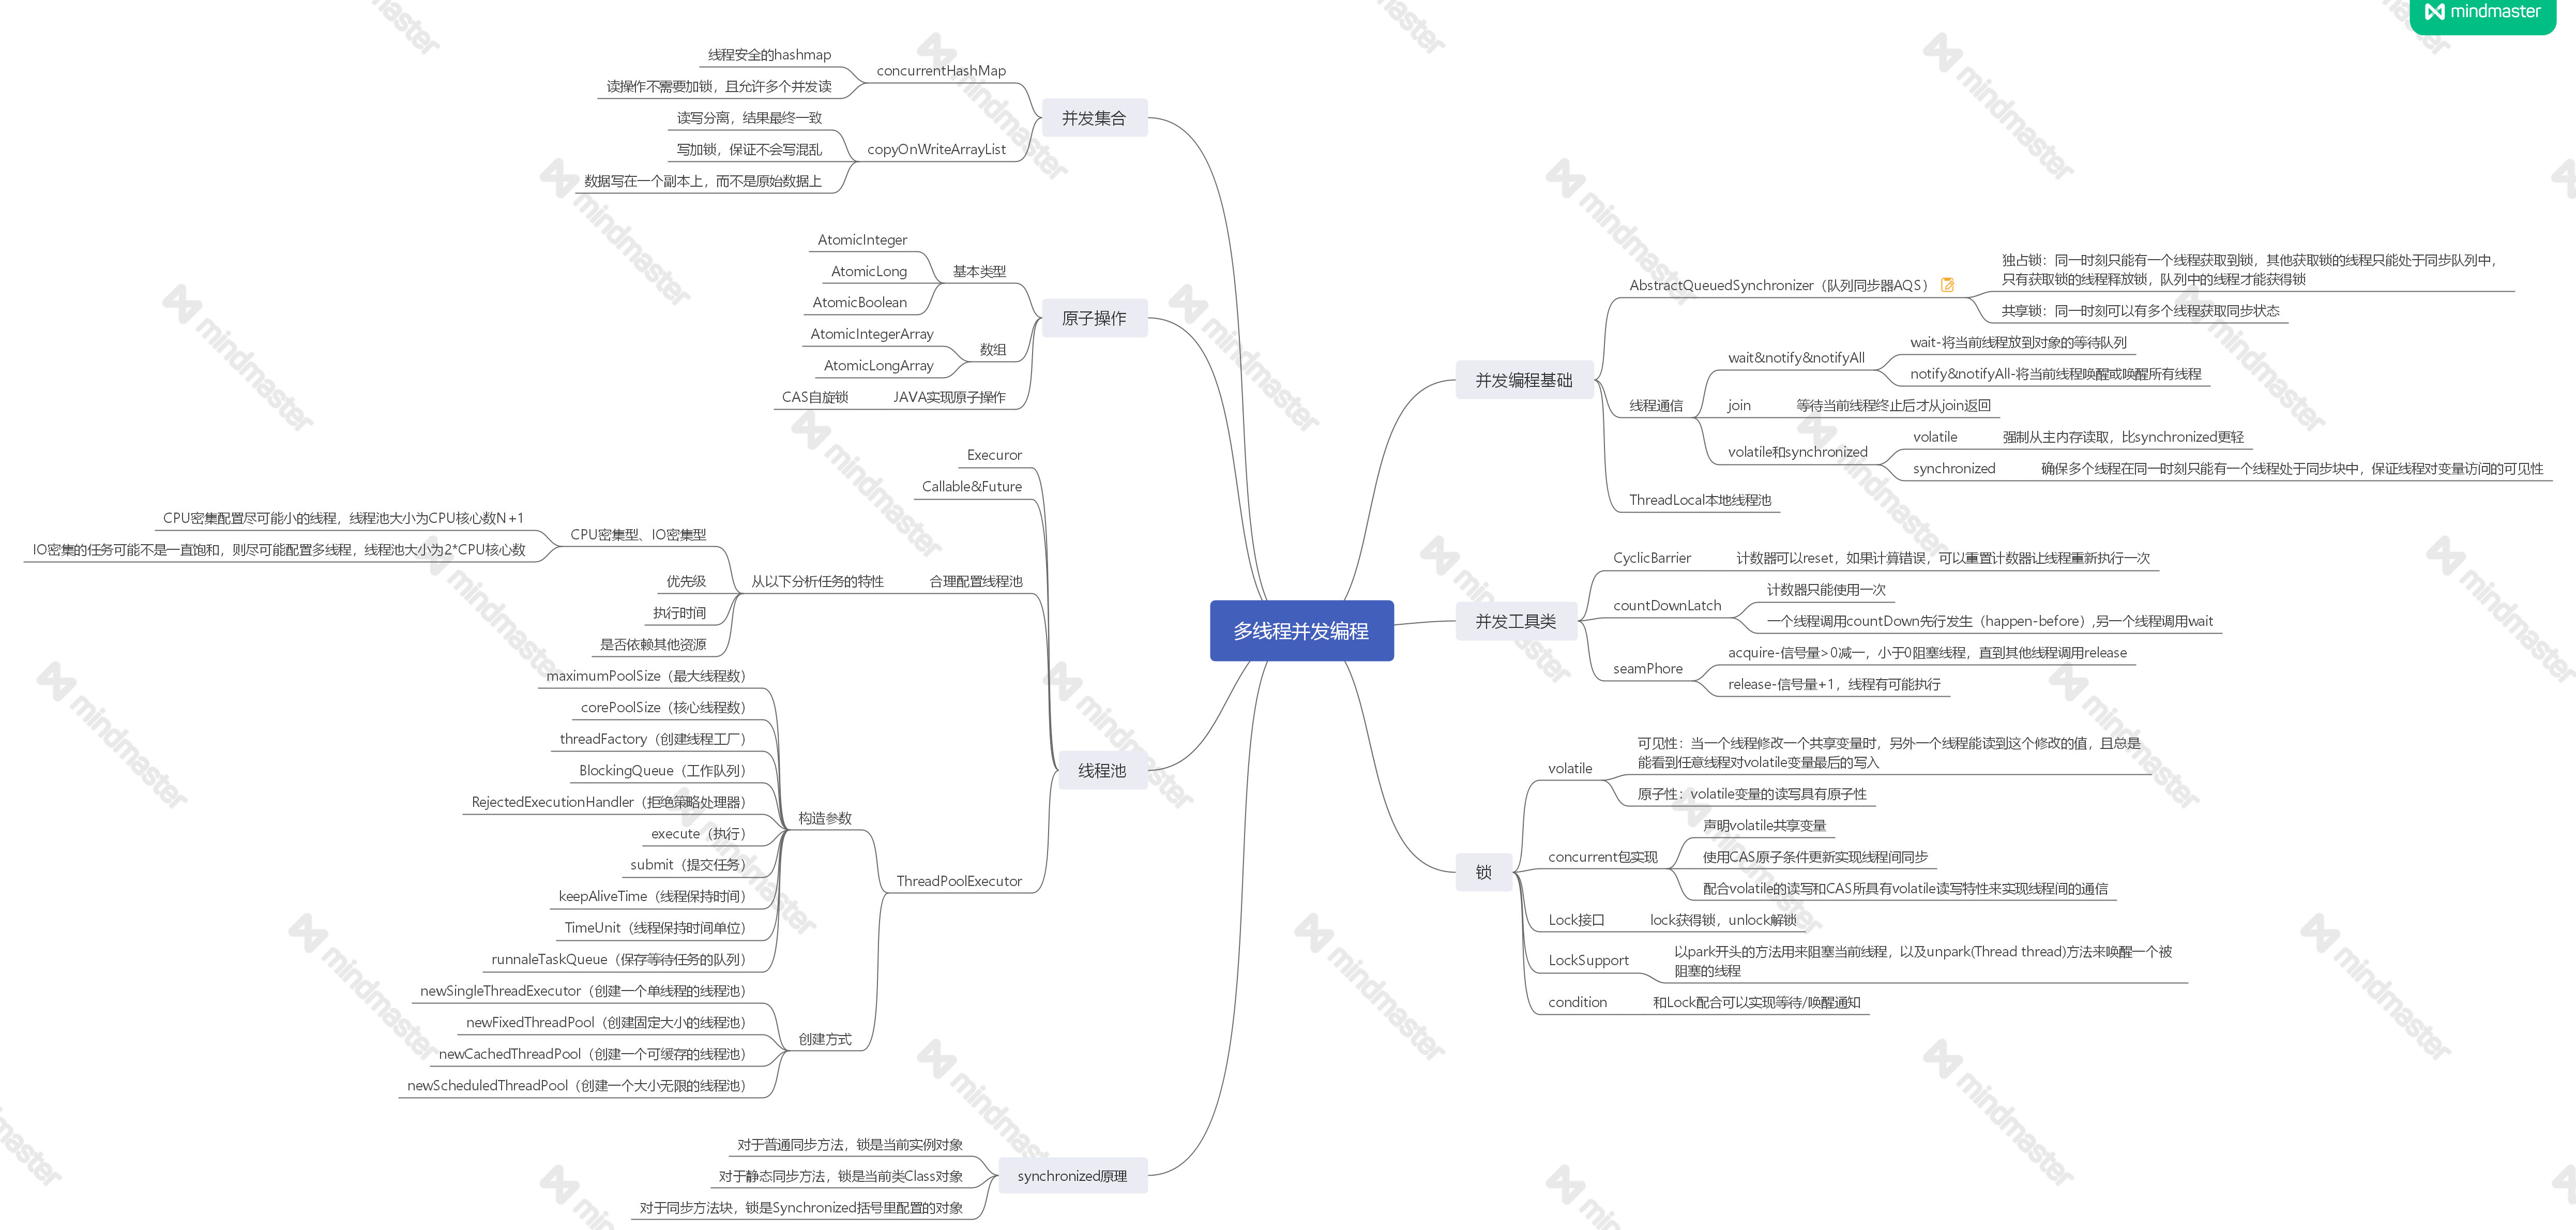 mindmaster
多线程并发编程
并发编程基础
AbstractQueuedSynchronizer（队列同步器AQS）
独占锁：同一时刻只能有一个线程获取到锁，其他获取锁的线程只能处于同步队列中，
只有获取锁的线程释放锁，队列中的线程才能获得锁
共享锁：同一时刻可以有多个线程获取同步状态
线程通信
wait&notify&notifyAll
wait-将当前线程放到对象的等待队列
notify&notifyAll-将当前线程唤醒或唤醒所有线程
join
等待当前线程终止后才从join返回
volatile和synchronized
volatile
强制从主内存读取，比synchronized更轻
synchronized
确保多个线程在同一时刻只能有一个线程处于同步块中，保证线程对变量访问的可见性
ThreadLocal本地线程池
并发工具类
CyclicBarrier
计数器可以reset，如果计算错误，可以重置计数器让线程重新执行一次
countDownLatch
计数器只能使用一次
一个线程调用countDown先行发生（happen-before）,另一个线程调用wait
seamPhore
acquire-信号量>0减一，小于0阻塞线程，直到其他线程调用release
release-信号量+1，线程有可能执行
锁
volatile
可见性：当一个线程修改一个共享变量时，另外一个线程能读到这个修改的值，且总是
能看到任意线程对volatile变量最后的写入
原子性：volatile变量的读写具有原子性
concurrent包实现
声明volatile共享变量
使用CAS原子条件更新实现线程间同步
配合volatile的读写和CAS所具有volatile读写特性来实现线程间的通信
Lock接口
lock获得锁，unlock解锁
LockSupport
以park开头的方法用来阻塞当前线程，以及unpark(Thread thread)方法来唤醒一个被
阻塞的线程
condition
和Lock配合可以实现等待/唤醒通知
并发集合
concurrentHashMap
线程安全的hashmap
读操作不需要加锁，且允许多个并发读
copyOnWriteArrayList
读写分离，结果最终一致
写加锁，保证不会写混乱
数据写在一个副本上，而不是原始数据上
原子操作
基本类型
AtomicInteger
AtomicLong
AtomicBoolean
数组
AtomicIntegerArray
AtomicLongArray
JAVA实现原子操作
CAS自旋锁
线程池
Execuror
Callable&Future
合理配置线程池
从以下分析任务的特性
CPU密集型、IO密集型
CPU密集配置尽可能小的线程，线程池大小为CPU核心数N+1
IO密集的任务可能不是一直饱和，则尽可能配置多线程，线程池大小为2*CPU核心数
优先级
执行时间
是否依赖其他资源
ThreadPoolExecutor
构造参数
maximumPoolSize（最大线程数）
corePoolSize（核心线程数）
threadFactory（创建线程工厂）
BlockingQueue（工作队列）
RejectedExecutionHandler（拒绝策略处理器）
execute（执行）
submit（提交任务）
keepAliveTime（线程保持时间）
TimeUnit（线程保持时间单位）
runnaleTaskQueue（保存等待任务的队列）
创建方式
newSingleThreadExecutor（创建一个单线程的线程池）
newFixedThreadPool（创建固定大小的线程池）
newCachedThreadPool（创建一个可缓存的线程池）
newScheduledThreadPool（创建一个大小无限的线程池）
synchronized原理
对于普通同步方法，锁是当前实例对象
对于静态同步方法，锁是当前类Class对象
对于同步方法块，锁是Synchronized括号里配置的对象